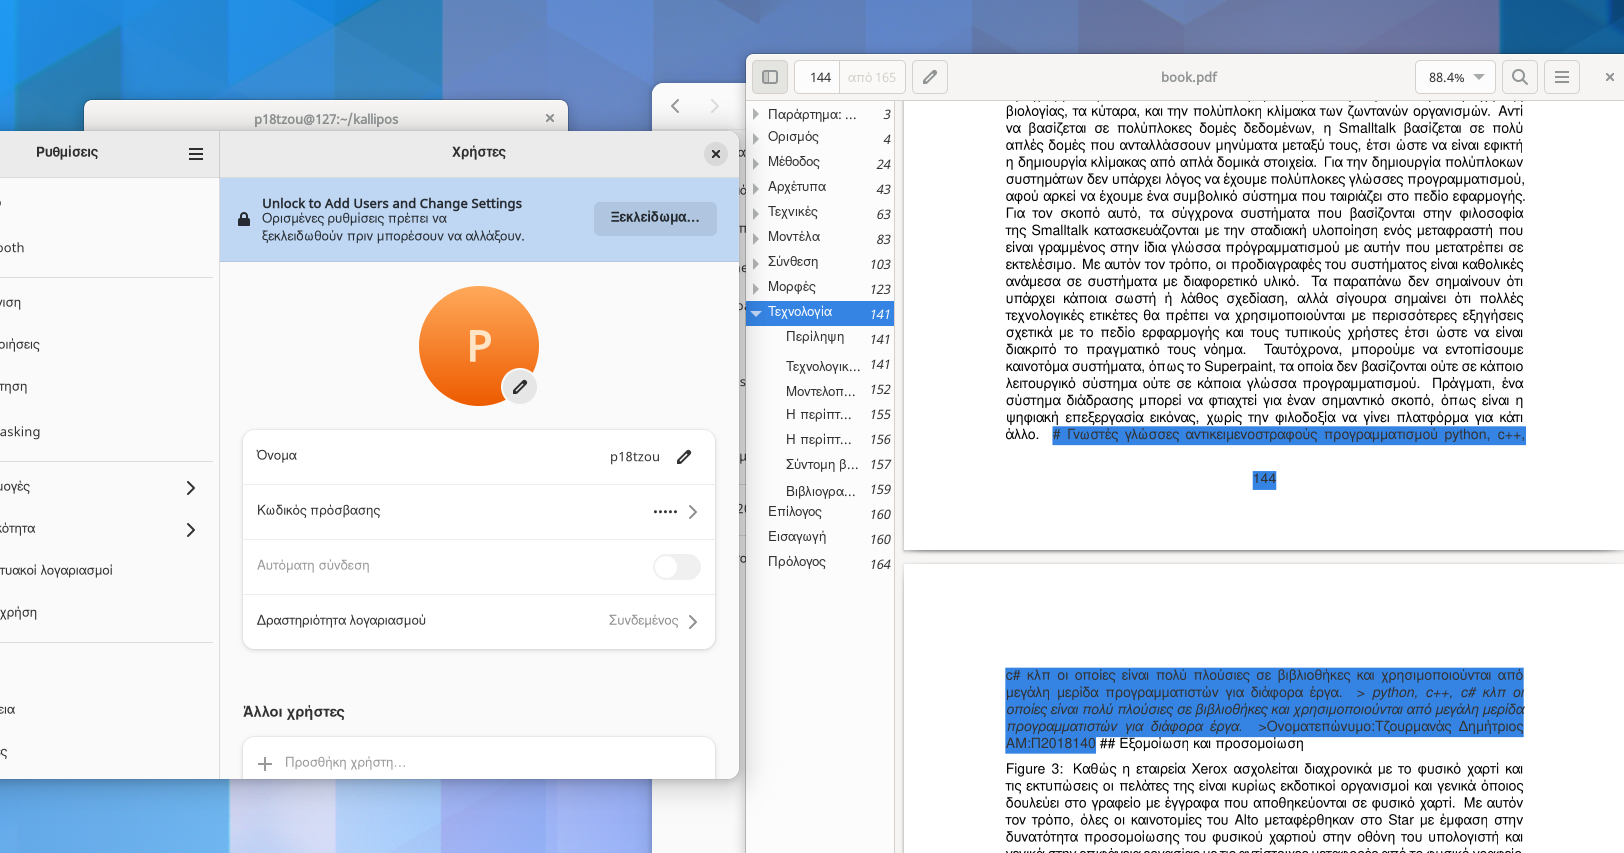 p18tzou@127:~/kallipos
Ρυθμίσεις
Χρήστες
Unlock to Add Users and Change Settings
Ορισμένες ρυθμίσεις πρέπει να
ξεκλειδωθούν πριν μπορέσουν να αλλάξουν.
Ξεκλείδωμα...
P
Όνομα
p18tzou
Κωδικός πρόσβασης
•••••
Αυτόματη σύνδεση
Δραστηριότητα λογαριασμού
Συνδεμένος
Άλλοι χρήστες
Προσθήκη χρήστη...
ooth
νιση
οιήσεις
τηση
asking
μογές
κότητα
τυακοί λογαριασμοί
χρήση
εια
ς
144
από 165
book.pdf
88.4%
Παράρτημα: ... 3
Ορισμός 4
Μέθοδος 24
Αρχέτυπα 43
Τεχνικές 63
Μοντέλα 83
Σύνθεση 103
Μορφές 123
Τεχνολογία 141
Περίληψη 141
Τεχνολογικ... 141
Μοντελοπ... 152
Η περίπτ... 155
Η περίπτ... 156
Σύντομη β... 157
Βιβλιογρα... 159
Επίλογος 160
Εισαγωγή 160
Πρόλογος 164
βιολογίας, τα κύταρα, και την πολύπλοκη κλίμακα των ζωντανών οργανισμών. Αντί
να βασίζεται σε πολύπλοκες δομές δεδομένων, η Smalltalk βασίζεται σε πολύ
απλές δομές που ανταλλάσσουν μηνύματα μεταξύ τους, έτσι ώστε να είναι εφικτή
η δημιουργία κλίμακας από απλά δομικά στοιχεία. Για την δημιουργία πολύπλοκων
συστημάτων δεν υπάρχει λόγος να έχουμε πολύπλοκες γλώσσες προγραμματισμού,
αφού αρκεί να έχουμε ένα συμβολικό σύστημα που ταιριάζει στο πεδίο εφαρμογής.
Για τον σκοπό αυτό, τα σύγχρονα συστήματα που βασίζονται στην φιλοσοφία
της Smalltalk κατασκευάζονται με την σταδιακή υλοποίηση ενός μεταφραστή που
είναι γραμμένος στην ίδια γλώσσα πρόγραμματισμού με αυτήν που μετατρέπει σε
εκτελέσιμο. Με αυτόν τον τρόπο, οι προδιαγραφές του συστήματος είναι καθολικές
ανάμεσα σε συστήματα με διαφορετικό υλικό. Τα παραπάνω δεν σημαίνουν ότι
υπάρχει κάποια σωστή ή λάθος σχεδίαση, αλλά σίγουρα σημαίνει ότι πολλές
τεχνολογικές ετικέτες θα πρέπει να χρησιμοποιούνται με περισσότερες εξηγήσεις
σχετικά με το πεδίο ερφαρμογής και τους τυπικούς χρήστες έτσι ώστε να είναι
διακριτό το πραγματικό τους νόημα. Ταυτόχρονα, μπορούμε να εντοπίσουμε
καινοτόμα συστήματα, όπως το Superpaint, τα οποία δεν βασίζονται ούτε σε κάποιο
λειτουργικό σύστημα ούτε σε κάποια γλώσσα προγραμματισμού. Πράγματι, ένα
σύστημα διάδρασης μπορεί να φτιαχτεί για έναν σημαντικό σκοπό, όπως είναι η
ψηφιακή επεξεργασία εικόνας, χωρίς την φιλοδοξία να γίνει πλατφόρμα για κάτι
άλλο. # Γνωστές γλώσσες αντικειμενοστραφούς προγραμματισμού python, c++,
144
c# κλπ οι οποίες είναι πολύ πλούσιες σε βιβλιοθήκες και χρησιμοποιούνται από
μεγάλη μερίδα προγραμματιστών για διάφορα έργα. > python, c++, c# κλπ οι
οποίες είναι πολύ πλούσιες σε βιβλιοθήκες και χρησιμοποιούνται από μεγάλη μερίδα
προγραμματιστών για διάφορα έργα. >Ονοματεπώνυμο:Τζουρμανάς Δημήτριος
ΑΜ:Π2018140 ## Εξομοίωση και προσομοίωση
Figure 3: Καθώς η εταιρεία Xerox ασχολείται διαχρονικά με το φυσικό χαρτί και
τις εκτυπώσεις οι πελάτες της είναι κυρίως εκδοτικοί οργανισμοί και γενικά όποιος
δουλεύει στο γραφείο με έγγραφα που αποθηκεύονται σε φυσικό χαρτί. Με αυτόν
τον τρόπο, όλες οι καινοτομίες του Alto μεταφέρθηκαν στο Star με έμφαση στην
δυνατότητα προσομοίωσης του φυσικού χαρτιού στην οθόνη του υπολογιστή και